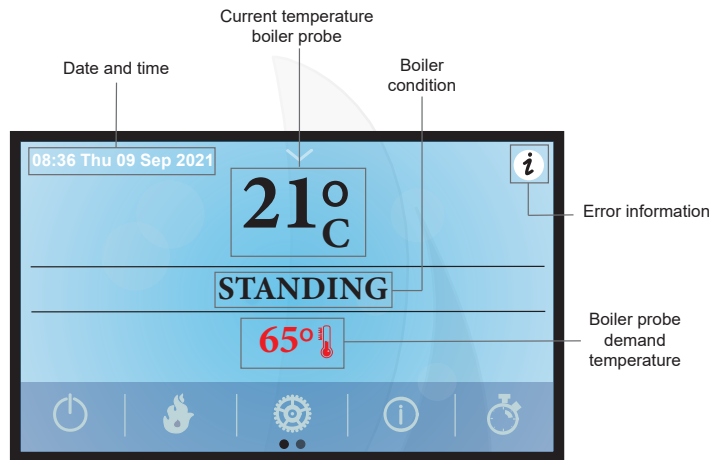 Current temperature
boiler probe
Date and time
Boiler
condition
08:36 Thu 09 Sep 2021
i
21°C
Error information
STANDING
65°
Boiler probe
demand
temperature
i